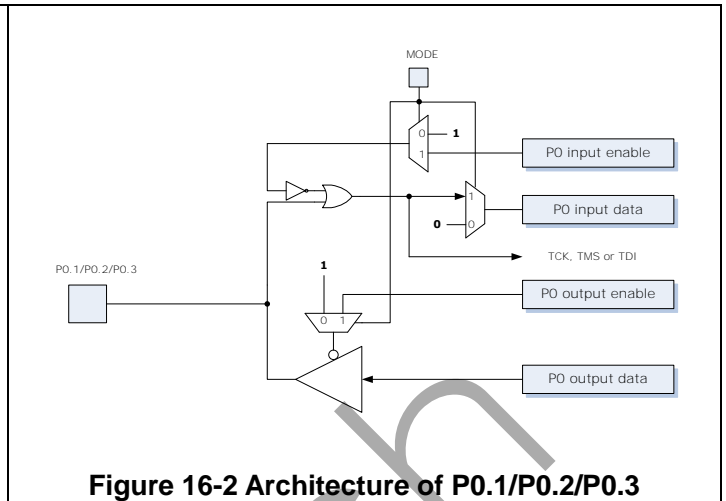 MODE
0 1
1
P0 input enable
1
P0 input data
0 0
TCK, TMS or TDI
P0.1/P0.2/P0.3
1
P0 output enable
0 1
P0 output data
Figure 16-2 Architecture of P0.1/P0.2/P0.3